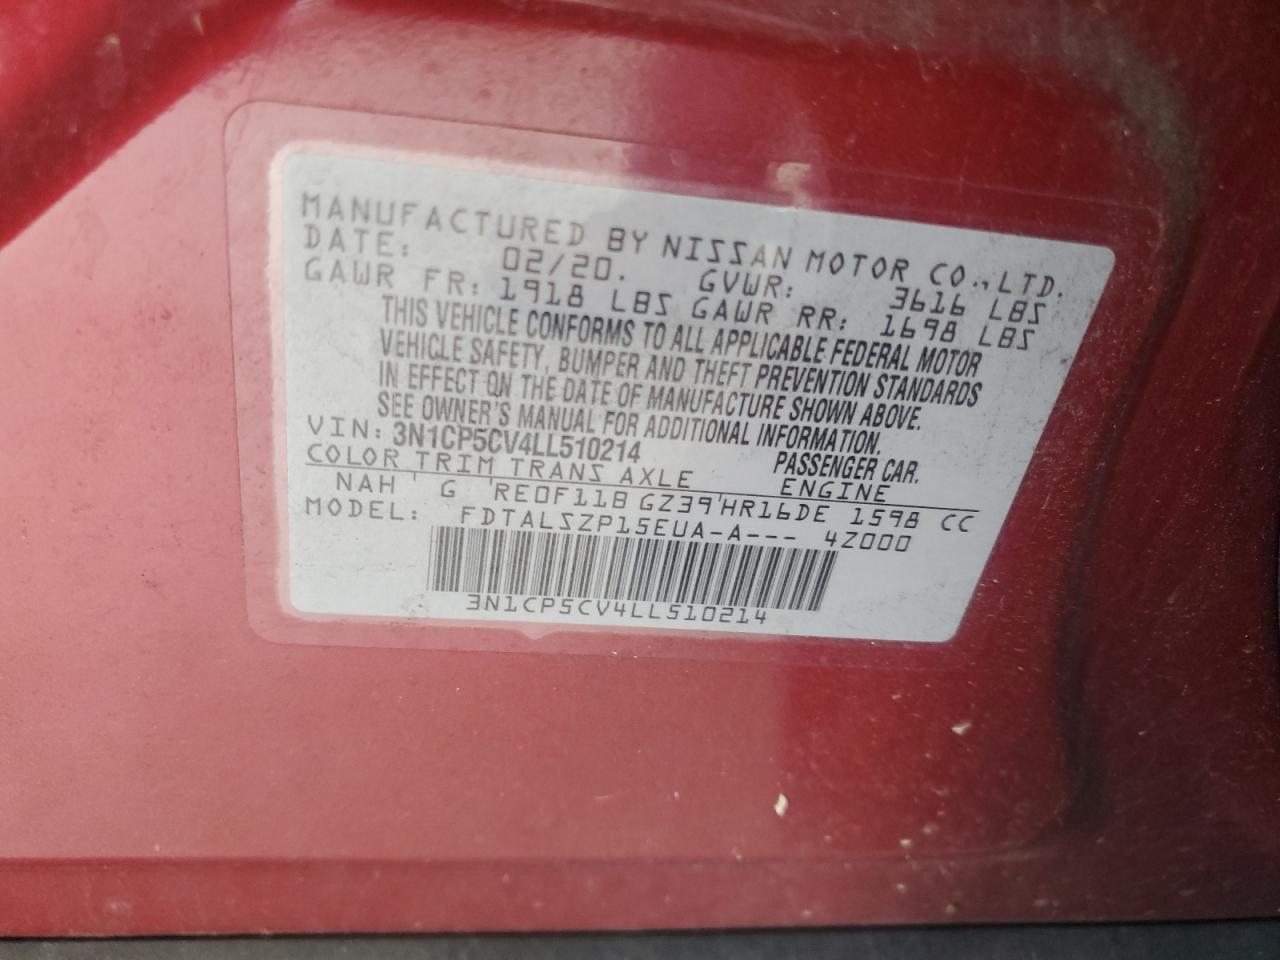 MANUFACTURED BY NISSAN MOTOR CO.,LTD.
DATE: 02/20. GVWR: 3616 LBS
GAWR FR: 1918 LBS GAWR RR: 1698 LBS
THIS VEHICLE CONFORMS TO ALL APPLICABLE FEDERAL MOTOR
VEHICLE SAFETY, BUMPER AND THEFT PREVENTION STANDARDS
IN EFFECT ON THE DATE OF MANUFACTURE SHOWN ABOVE.
SEE OWNER'S MANUAL FOR ADDITIONAL INFORMATION.
VIN: 3N1CP5CV4LL510214 PASSENGER CAR.
COLOR TRIM TRANS AXLE ENGINE
NAH G RE0F11B GZ39 HR16DE 1598 CC
MODEL: FDTALSZP15EUA-A--- 4Z000
3N1CP5CV4LL510214